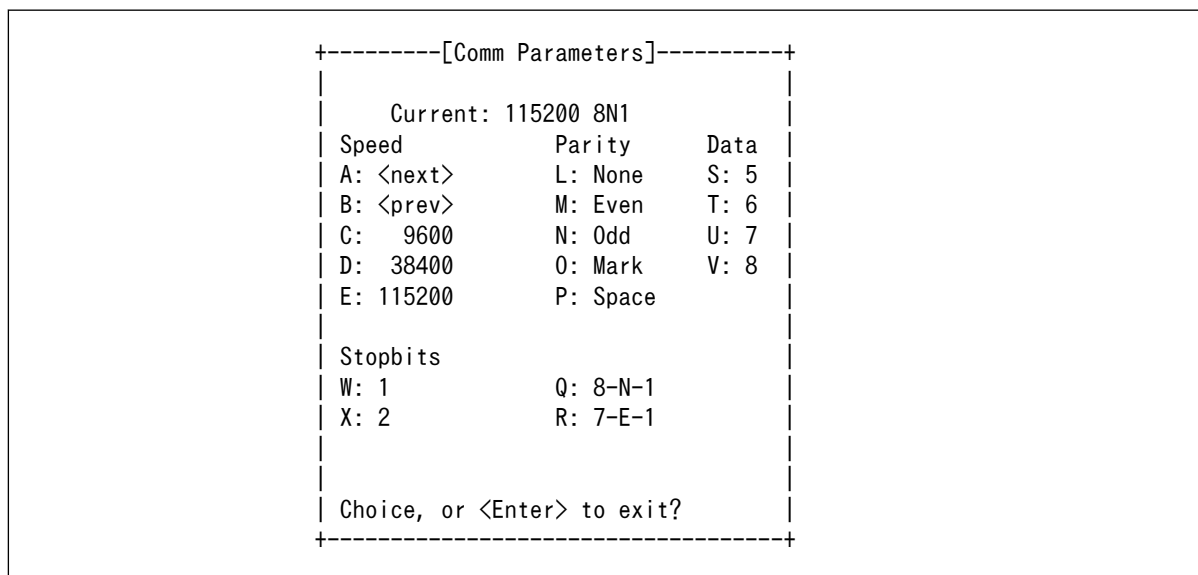 +---------[Comm Parameters]----------+
|                                    |
|     Current: 115200 8N1            |
| Speed            Parity      Data  |
| A: <next>        L: None     S: 5  |
| B: <prev>        M: Even     T: 6  |
| C:   9600        N: Odd      U: 7  |
| D:  38400        O: Mark     V: 8  |
| E: 115200        P: Space          |
|                                    |
| Stopbits                           |
| W: 1             Q: 8-N-1          |
| X: 2             R: 7-E-1          |
|                                    |
|                                    |
| Choice, or <Enter> to exit?        |
+------------------------------------+